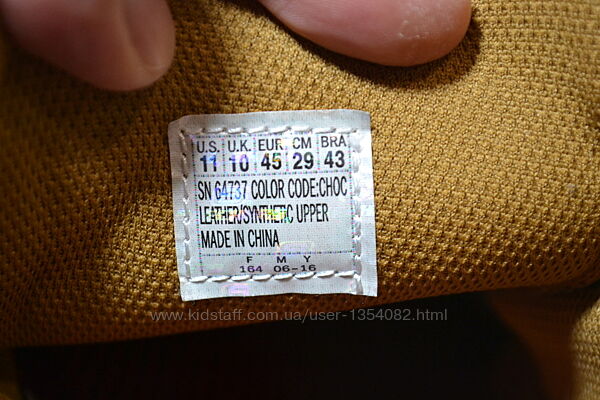 U.S. U.K. EUR CM BRA
11 10 45 29 43
SN 64737 COLOR CODE:CHOC
LEATHER/SYNTHETIC UPPER
MADE IN CHINA
F M Y
164 06-16
www.kidstaff.com.ua/user-1354082.html